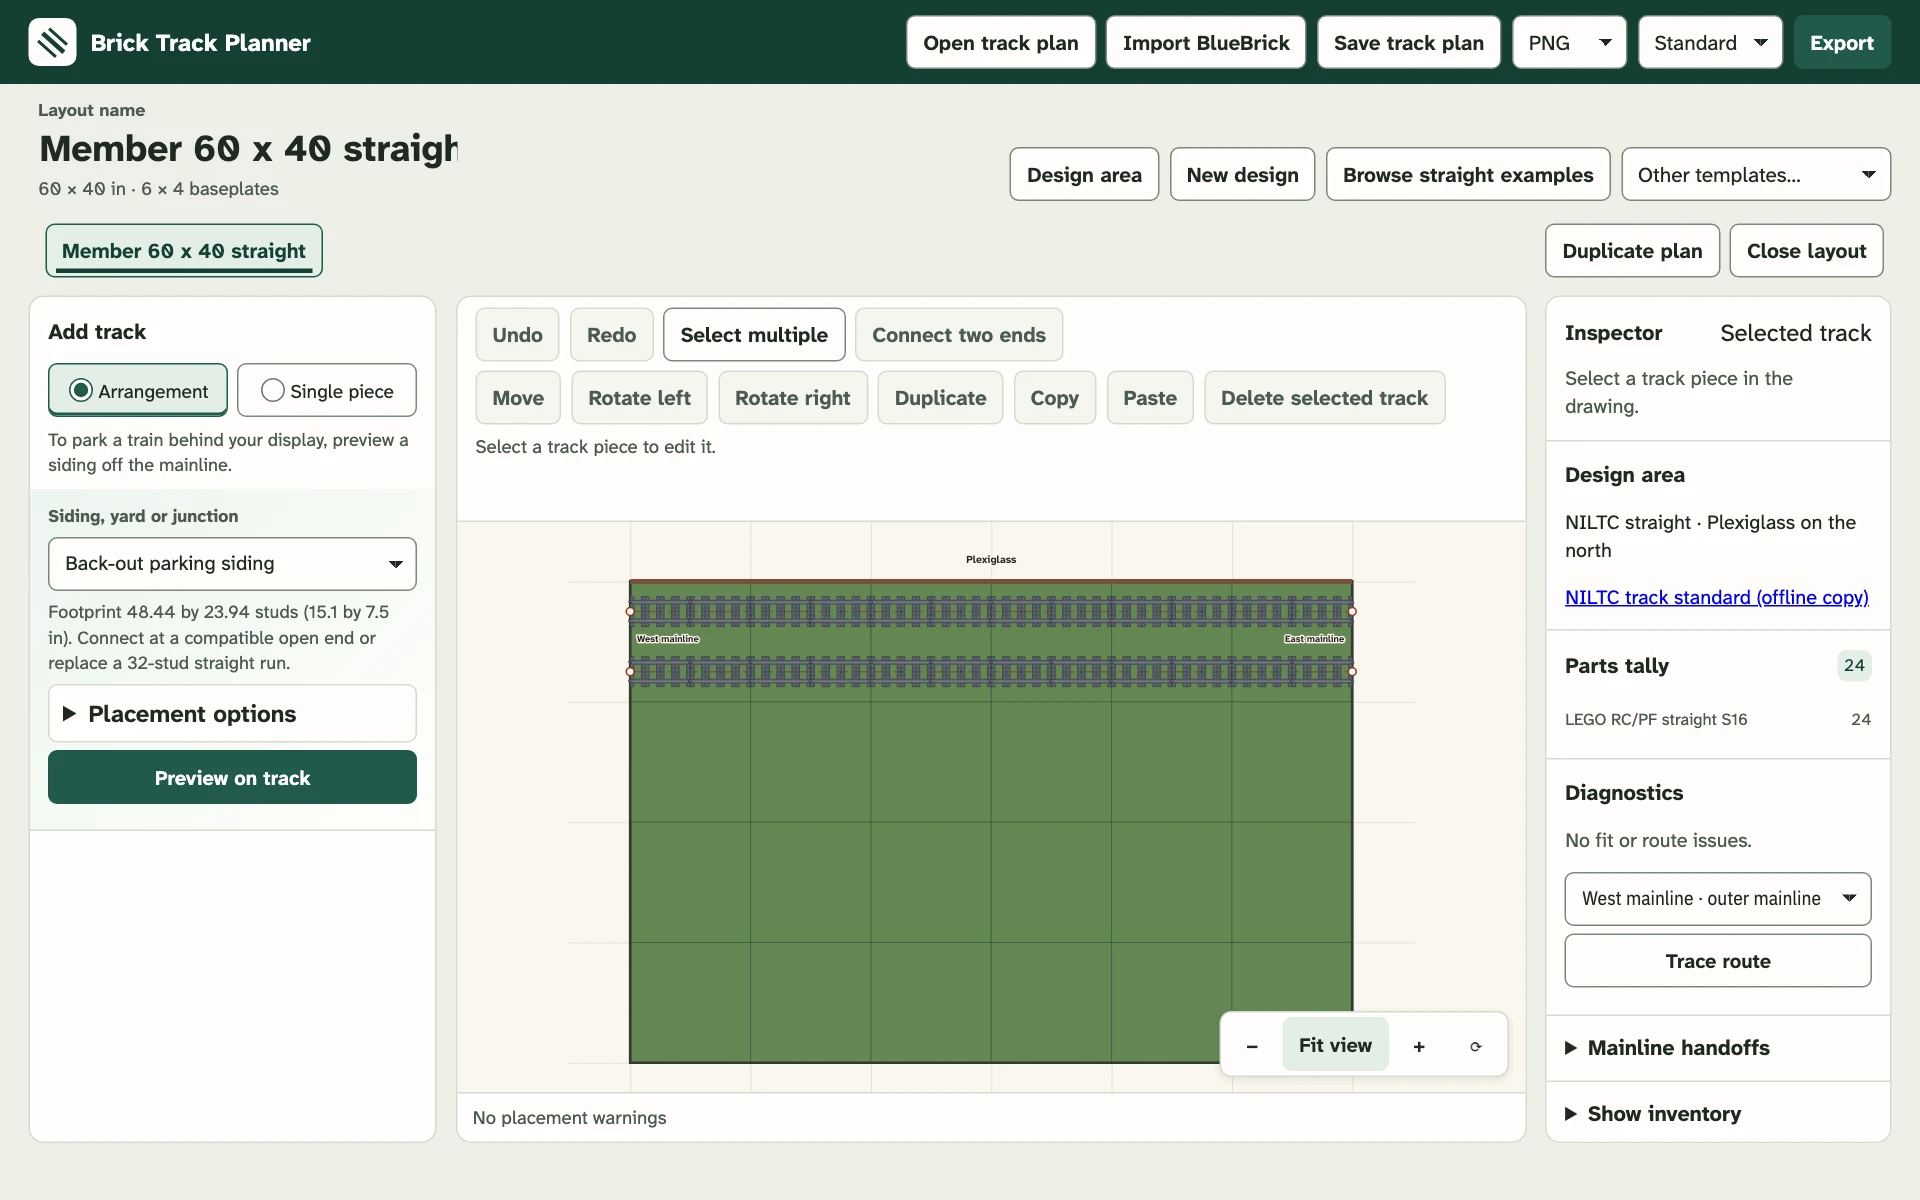 Brick Track Planner
Open track plan
Import BlueBrick
Save track plan
PNG
Standard
Export
Layout name
Member 60 x 40 straigh
60 × 40 in · 6 × 4 baseplates
Design area
New design
Browse straight examples
Other templates...
Member 60 x 40 straight
Duplicate plan
Close layout
Add track
Arrangement
Single piece
To park a train behind your display, preview a
siding off the mainline.
Siding, yard or junction
Back-out parking siding
Footprint 48.44 by 23.94 studs (15.1 by 7.5
in). Connect at a compatible open end or
replace a 32-stud straight run.
Placement options
Preview on track
Undo
Redo
Select multiple
Connect two ends
Move
Rotate left
Rotate right
Duplicate
Copy
Paste
Delete selected track
Select a track piece to edit it.
Plexiglass
West mainline
East mainline
− Fit view + ⟳
No placement warnings
Inspector
Selected track
Select a track piece in the
drawing.
Design area
NILTC straight · Plexiglass on the
north
NILTC track standard (offline copy)
Parts tally
24
LEGO RC/PF straight S16
24
Diagnostics
No fit or route issues.
West mainline · outer mainline
Trace route
Mainline handoffs
Show inventory